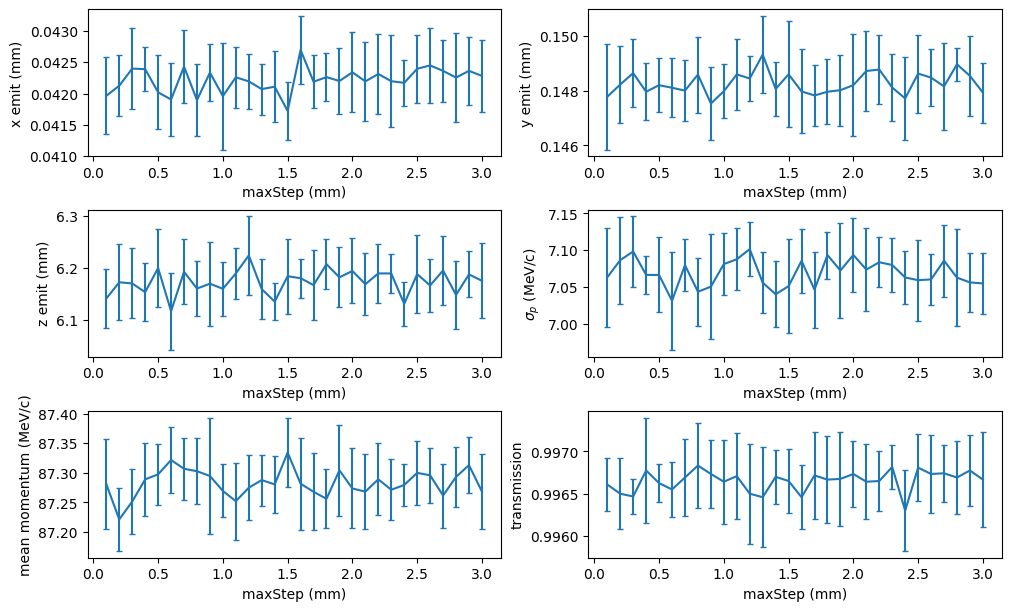 x emit (mm)
0.0430
0.0425
0.0420
0.0415
0.0410
0.0 0.5 1.0 1.5 2.0 2.5 3.0
maxStep (mm)
y emit (mm)
0.150
0.148
0.146
0.0 0.5 1.0 1.5 2.0 2.5 3.0
maxStep (mm)
z emit (mm)
6.3
6.2
6.1
0.0 0.5 1.0 1.5 2.0 2.5 3.0
maxStep (mm)
σp (MeV/c)
7.15
7.10
7.05
7.00
0.0 0.5 1.0 1.5 2.0 2.5 3.0
maxStep (mm)
mean momentum (MeV/c)
87.40
87.35
87.30
87.25
87.20
0.0 0.5 1.0 1.5 2.0 2.5 3.0
maxStep (mm)
transmission
0.9970
0.9965
0.9960
0.0 0.5 1.0 1.5 2.0 2.5 3.0
maxStep (mm)